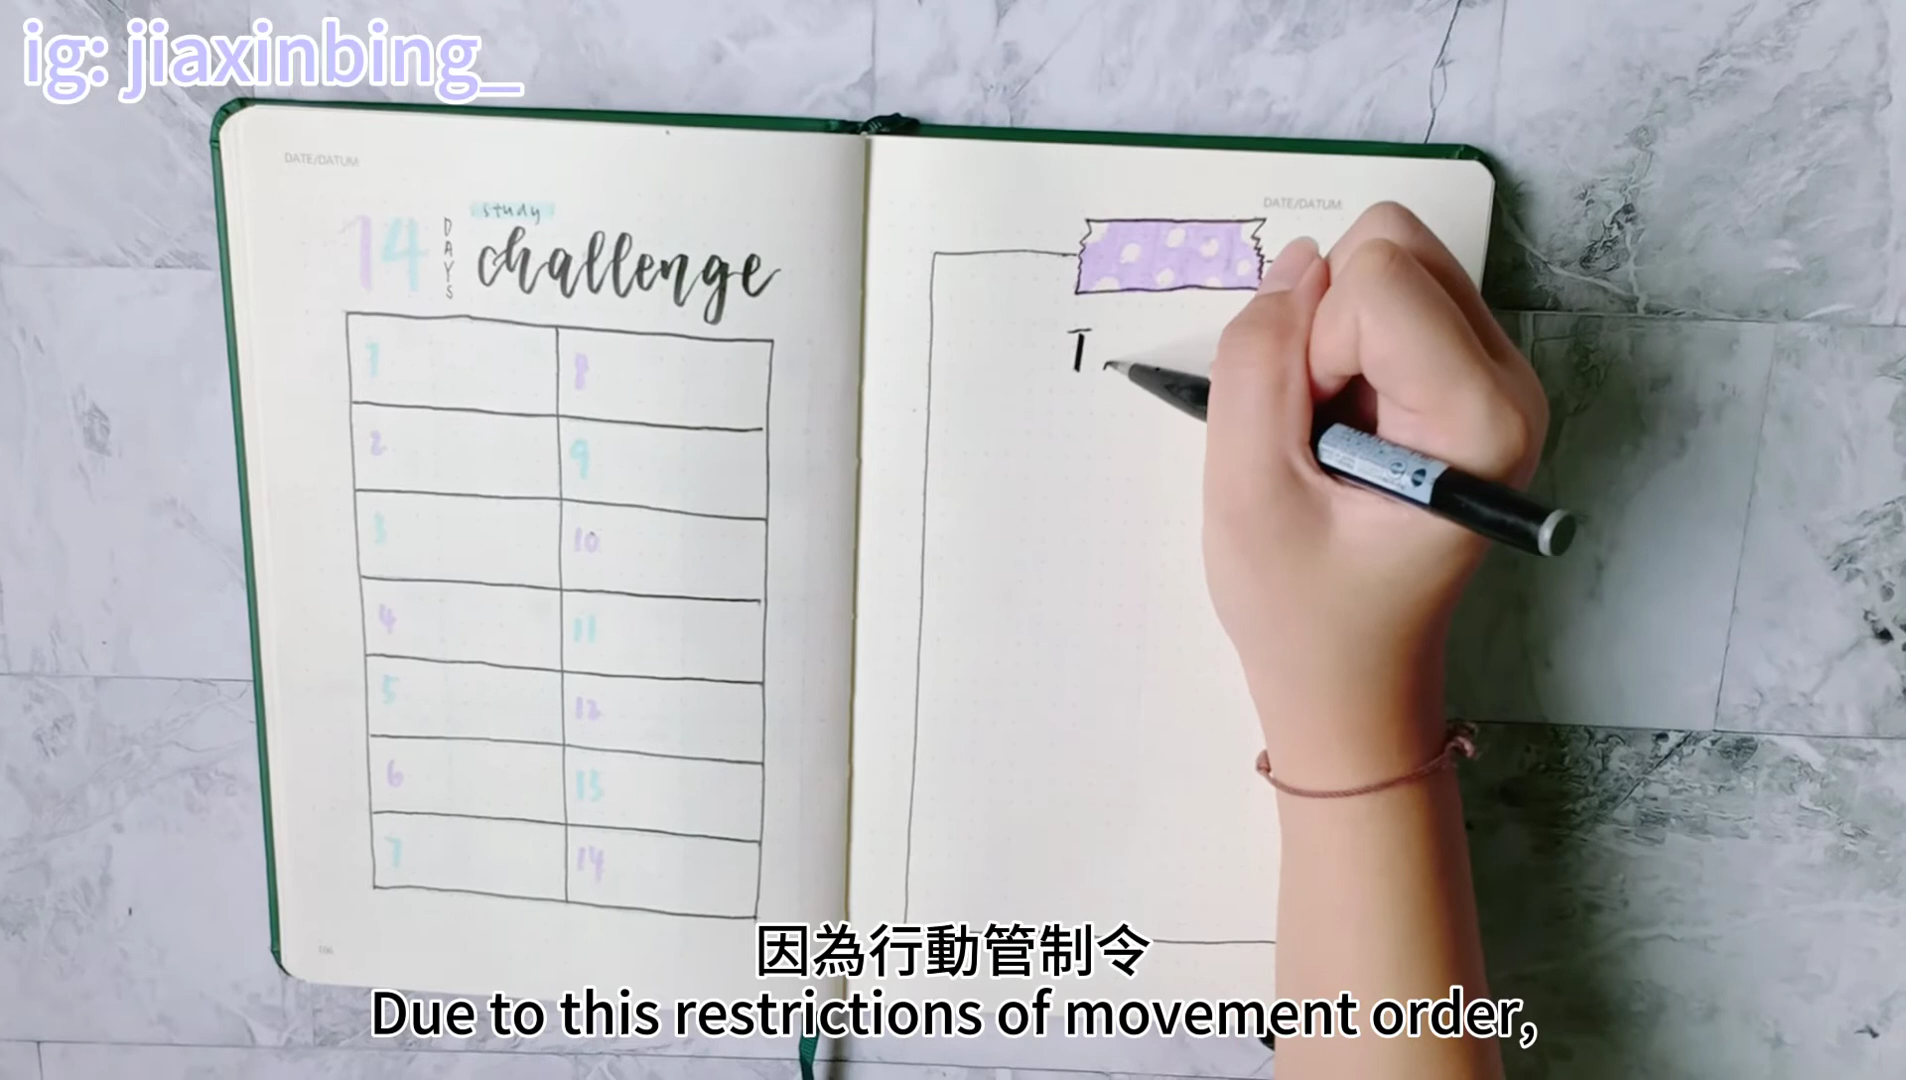 ig: jiaxinbing_
DATE/DATUM
14
DAYS
study
challenge
1
8
2
9
3
10
4
11
5
12
6
13
7
14
106
DATE/DATUM
T
因為行動管制令
Due to this restrictions of movement order,